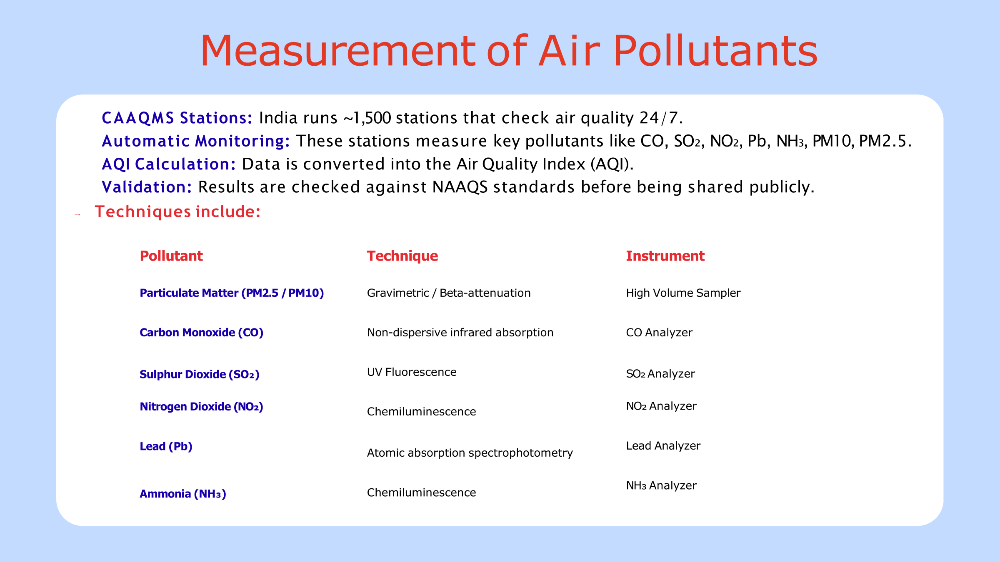 Measurement of Air Pollutants
CAAQMS Stations: India runs ~1,500 stations that check air quality 24/7.
Automatic Monitoring: These stations measure key pollutants like CO, SO₂, NO₂, Pb, NH₃, PM10, PM2.5.
AQI Calculation: Data is converted into the Air Quality Index (AQI).
Validation: Results are checked against NAAQS standards before being shared publicly.
→ Techniques include:
Pollutant Technique Instrument
Particulate Matter (PM2.5 / PM10) Gravimetric / Beta-attenuation High Volume Sampler
Carbon Monoxide (CO) Non-dispersive infrared absorption CO Analyzer
Sulphur Dioxide (SO₂) UV Fluorescence SO₂ Analyzer
Nitrogen Dioxide (NO₂) Chemiluminescence NO₂ Analyzer
Lead (Pb) Atomic absorption spectrophotometry Lead Analyzer
Ammonia (NH₃) Chemiluminescence NH₃ Analyzer